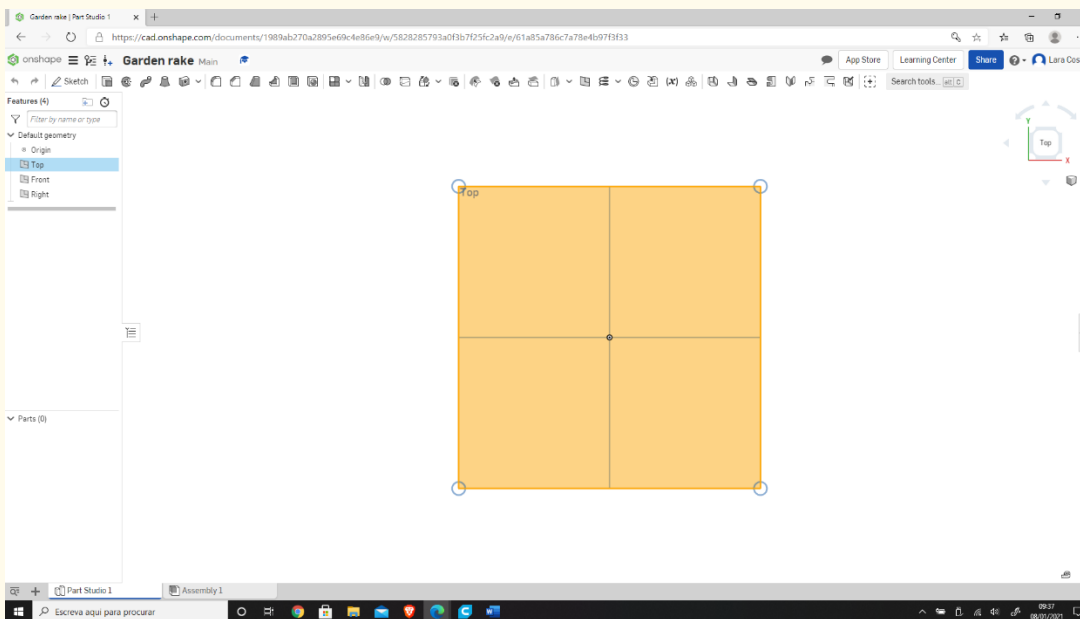 Garden rake | Part Studio 1
https://cad.onshape.com/documents/1989ab270a2895e69c4e86e9/w/5828285793a0f3b7f25fc2a9/e/61a85a786c7a78e4b97f3f33
onshape Garden rake Main App Store Learning Center Share Lara Cos
Sketch Search tools... alt C
Features (4)
Filter by name or type
Default geometry
Origin
Top
Front
Right
Top
Y
Top
X
Parts (0)
Part Studio 1 Assembly 1
Escreva aqui para procurar
09:37
08/01/2021